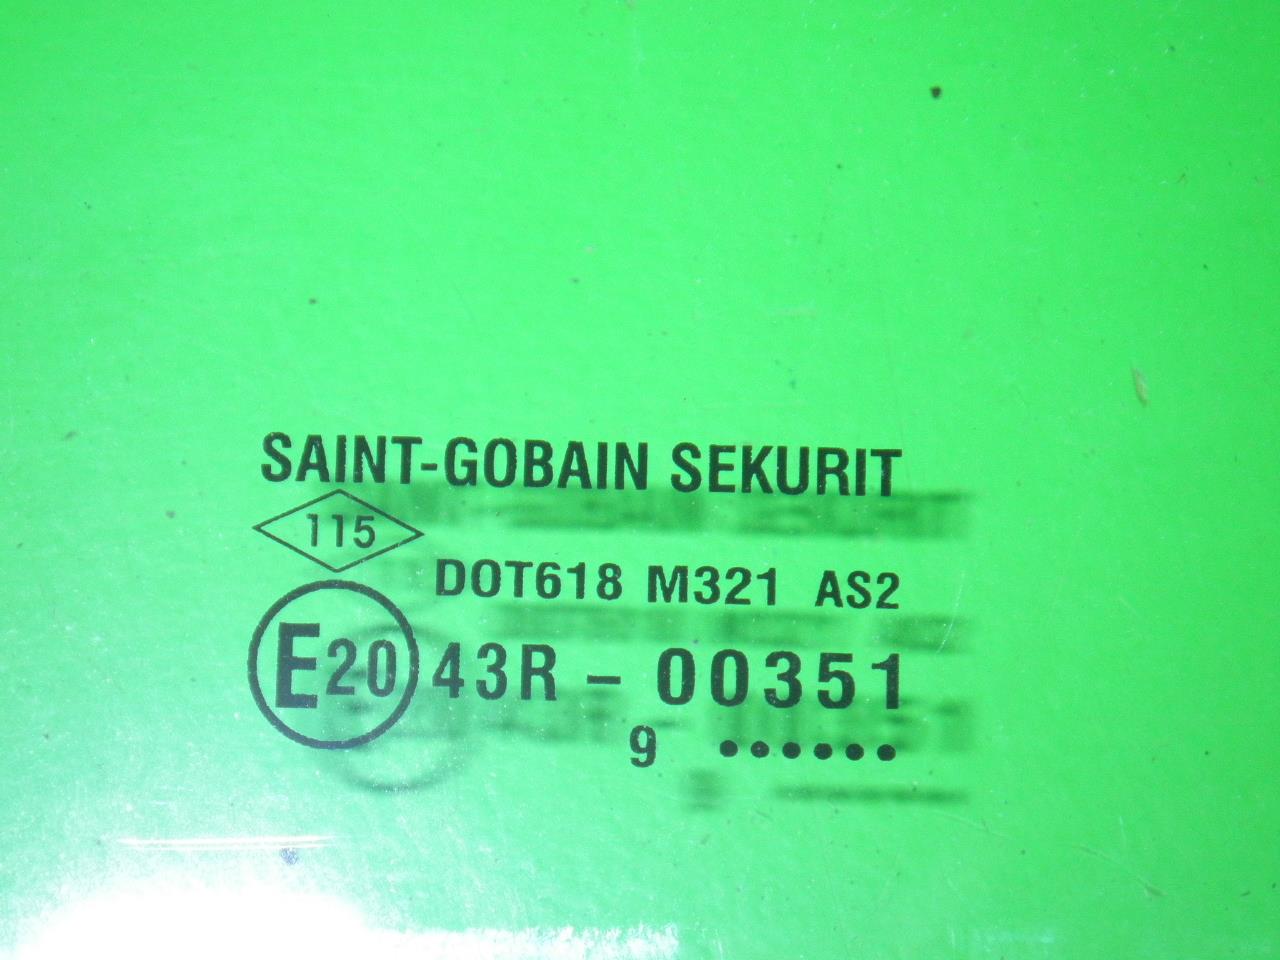 SAINT-GOBAIN SEKURIT
115
DOT618 M321 AS2
E20 43R - 00351
9 ••••••